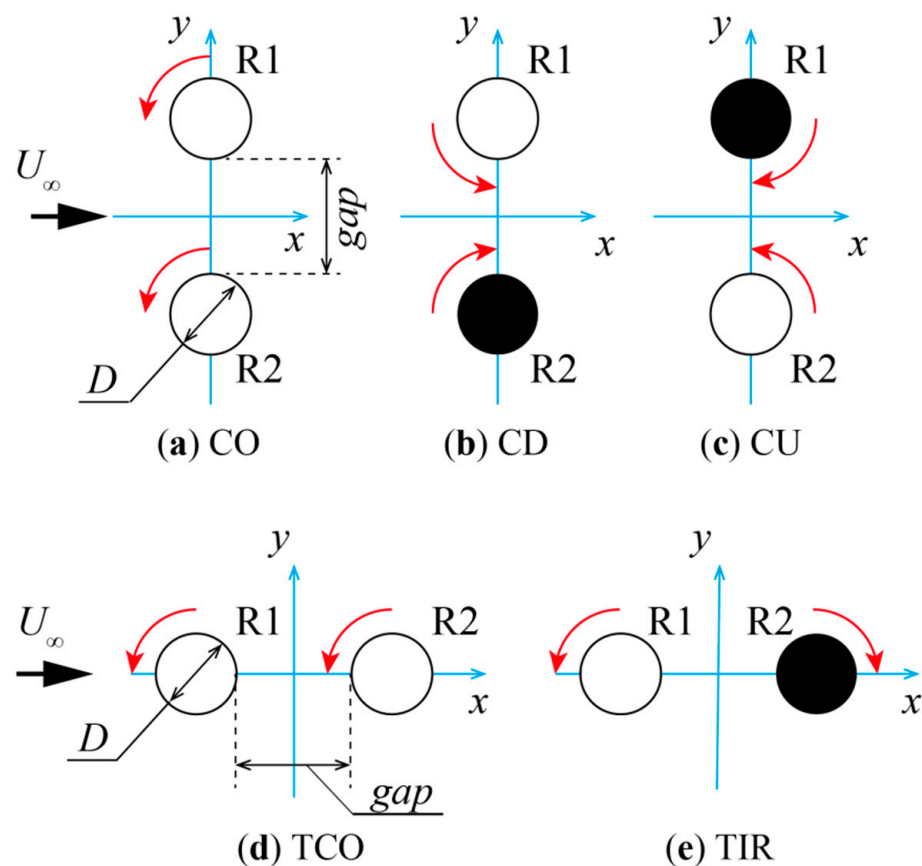 y
R1
U∞
x
gap
D
R2
(a) CO
y
R1
x
R2
(b) CD
y
R1
x
R2
(c) CU
y
U∞
R1
R2
x
D
gap
(d) TCO
y
R1
R2
x
(e) TIR